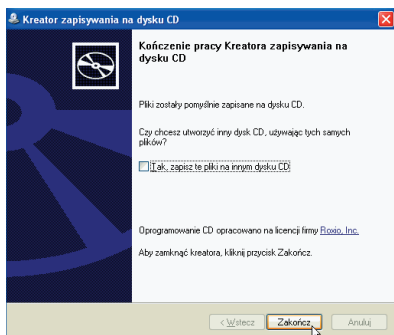 Kreator zapisywania na dysku CD
Kończenie pracy Kreatora zapisywania na
dysku CD
Pliki zostały pomyślnie zapisane na dysku CD.
Czy chcesz utworzyć inny dysk CD, używając tych samych
plików?
Tak, zapisz te pliki na innym dysku CD
Oprogramowanie CD opracowano na licencji firmy Roxio, Inc.
Aby zamknąć kreatora, kliknij przycisk Zakończ.
< Wstecz Zakończ Anuluj